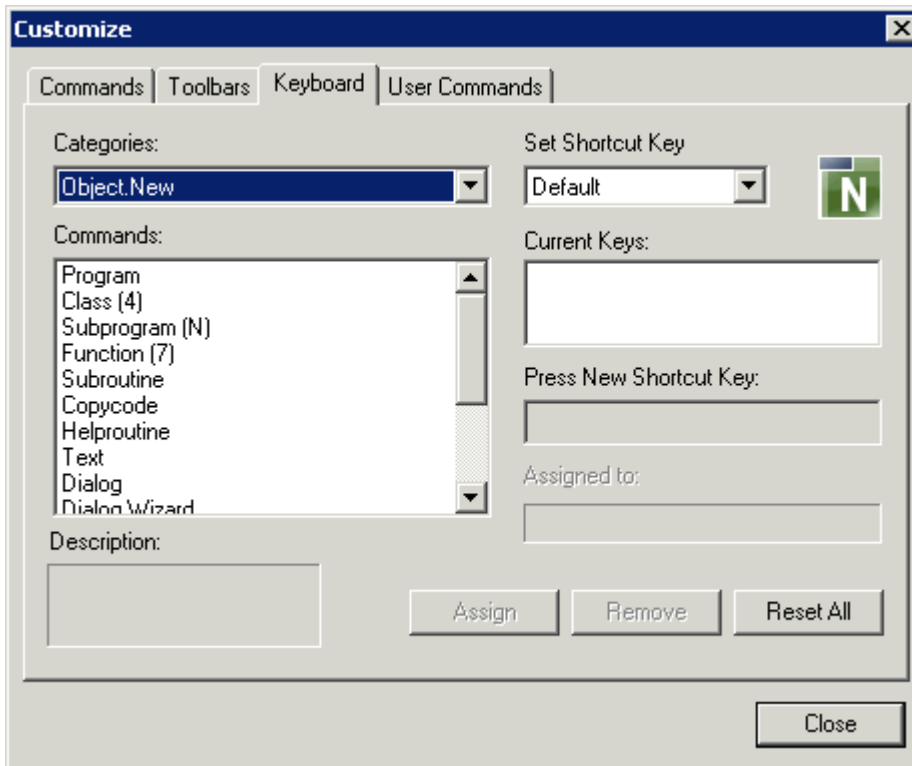 Customize
Commands Toolbars Keyboard User Commands
Categories:
Object.New
Commands:
Program
Class (4)
Subprogram (N)
Function (7)
Subroutine
Copycode
Helproutine
Text
Dialog
Dialog Wizard
Description:
Set Shortcut Key
Default
N
Current Keys:
Press New Shortcut Key:
Assigned to:
Assign Remove Reset All
Close